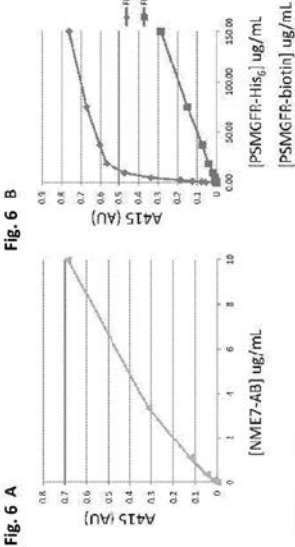 Fig. 6 A
A415 (AU)
0.8
0.7
0.6
0.5
0.4
0.3
0.2
0.1
0
0 2 4 6 8 10
[NME7-AB] ug/mL
Fig. 6 B
A415 (AU)
0.9
0.8
0.7
0.6
0.5
0.4
0.3
0.2
0.1
0
0.00 50.00 100.00 150.00
[PSMGFR-His6] ug/mL
[PSMGFR-biotin] ug/mL